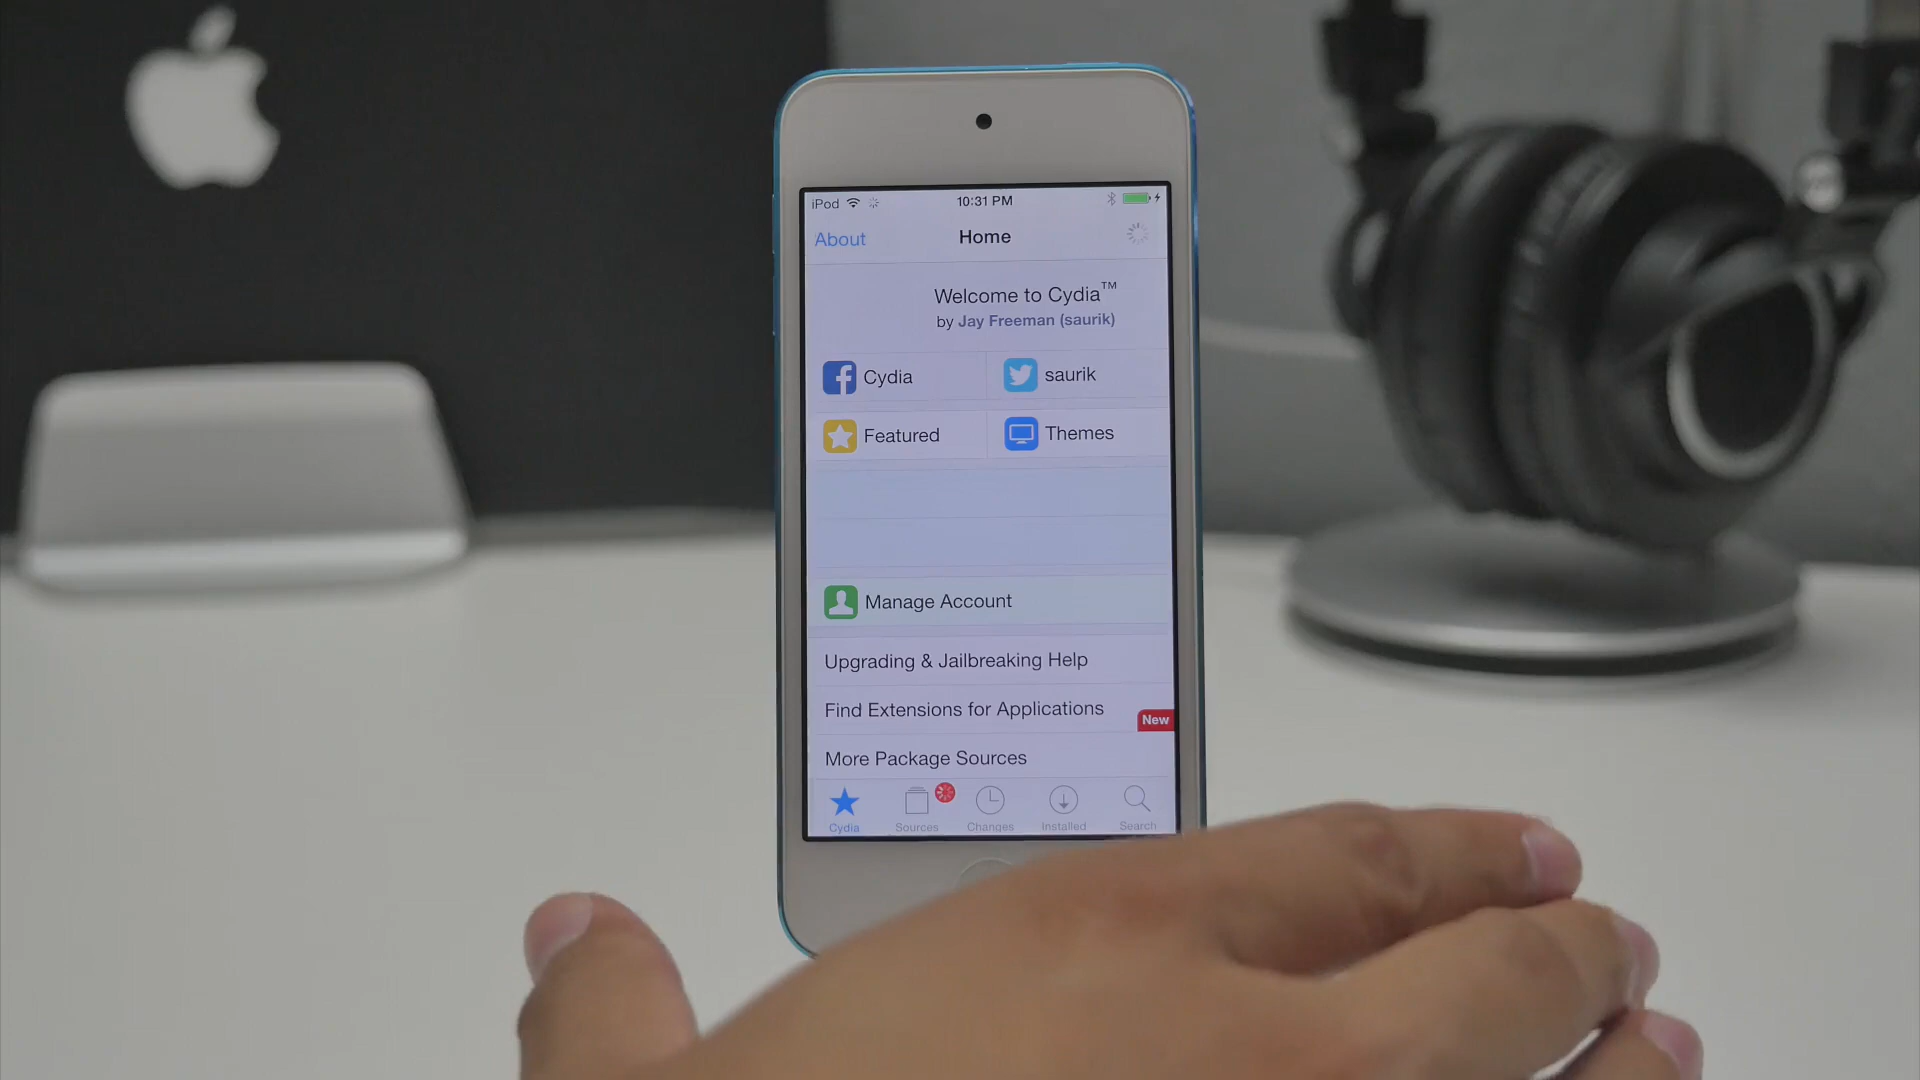 iPod 10:31 PM
About Home
Welcome to Cydia™
by Jay Freeman (saurik)
Cydia saurik
Featured Themes
Manage Account
Upgrading & Jailbreaking Help
Find Extensions for Applications
New
More Package Sources
Cydia Sources Changes Installed Search